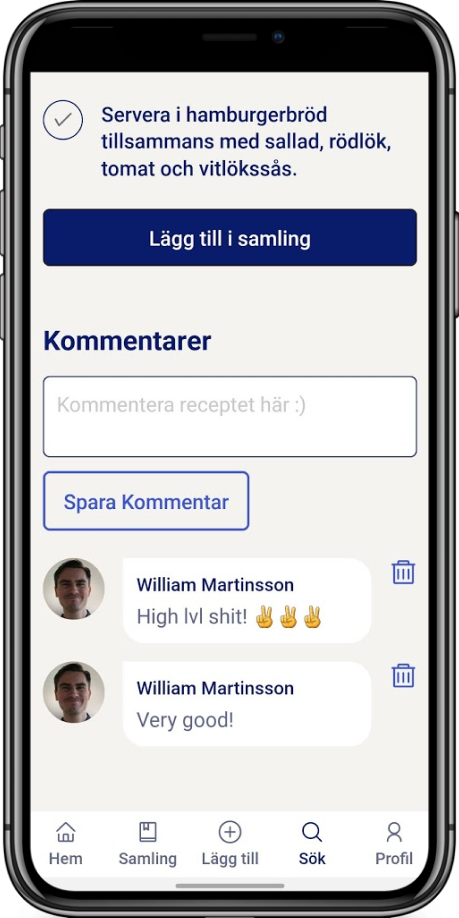 Servera i hamburgerbröd
tillsammans med sallad, rödlök,
tomat och vitlökssås.
Lägg till i samling
Kommentarer
Kommentera receptet här :)
Spara Kommentar
William Martinsson
High lvl shit! ✌✌✌
William Martinsson
Very good!
Hem Samling Lägg till Sök Profil